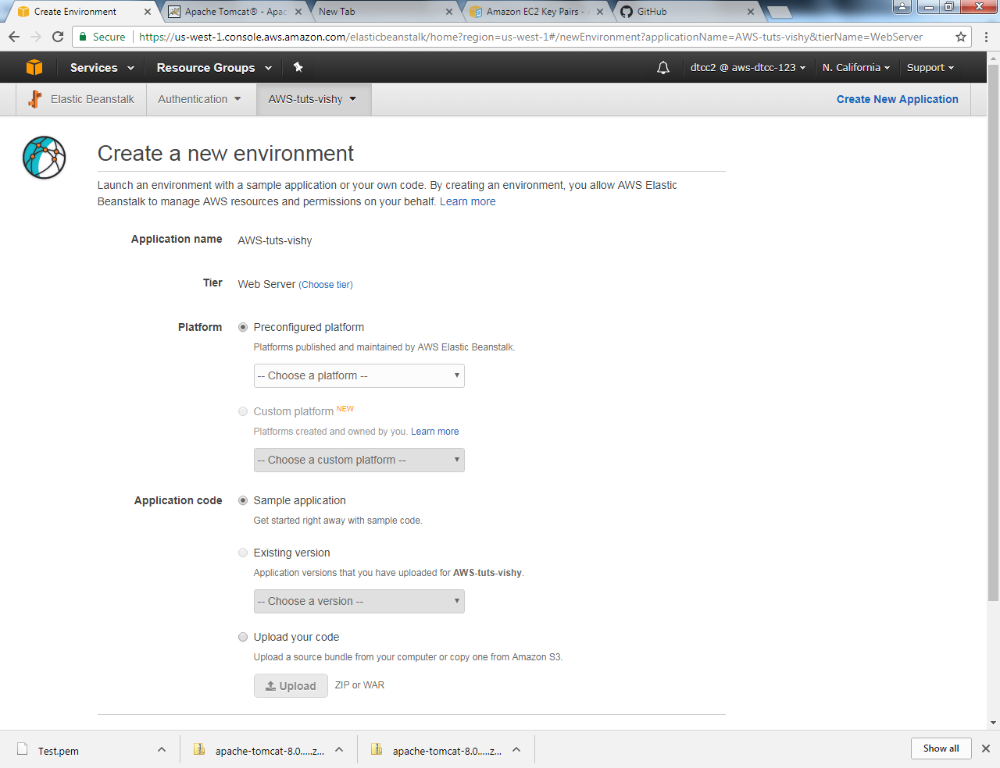 Create Environment
Apache Tomcat® - Apac
New Tab
Amazon EC2 Key Pairs -
GitHub
Secure
https://us-west-1.console.aws.amazon.com/elasticbeanstalk/home?region=us-west-1#/newEnvironment?applicationName=AWS-tuts-vishy&tierName=WebServer
Services
Resource Groups
dtcc2 @ aws-dtcc-123
N. California
Support
Elastic Beanstalk
Authentication
AWS-tuts-vishy
Create New Application
Create a new environment
Launch an environment with a sample application or your own code. By creating an environment, you allow AWS Elastic
Beanstalk to manage AWS resources and permissions on your behalf. Learn more
Application name AWS-tuts-vishy
Tier Web Server (Choose tier)
Platform Preconfigured platform
Platforms published and maintained by AWS Elastic Beanstalk.
-- Choose a platform --
Custom platform NEW
Platforms created and owned by you. Learn more
-- Choose a custom platform --
Application code Sample application
Get started right away with sample code.
Existing version
Application versions that you have uploaded for AWS-tuts-vishy.
-- Choose a version --
Upload your code
Upload a source bundle from your computer or copy one from Amazon S3.
Upload ZIP or WAR
Test.pem
apache-tomcat-8.0.....z...
apache-tomcat-8.0.....z...
Show all